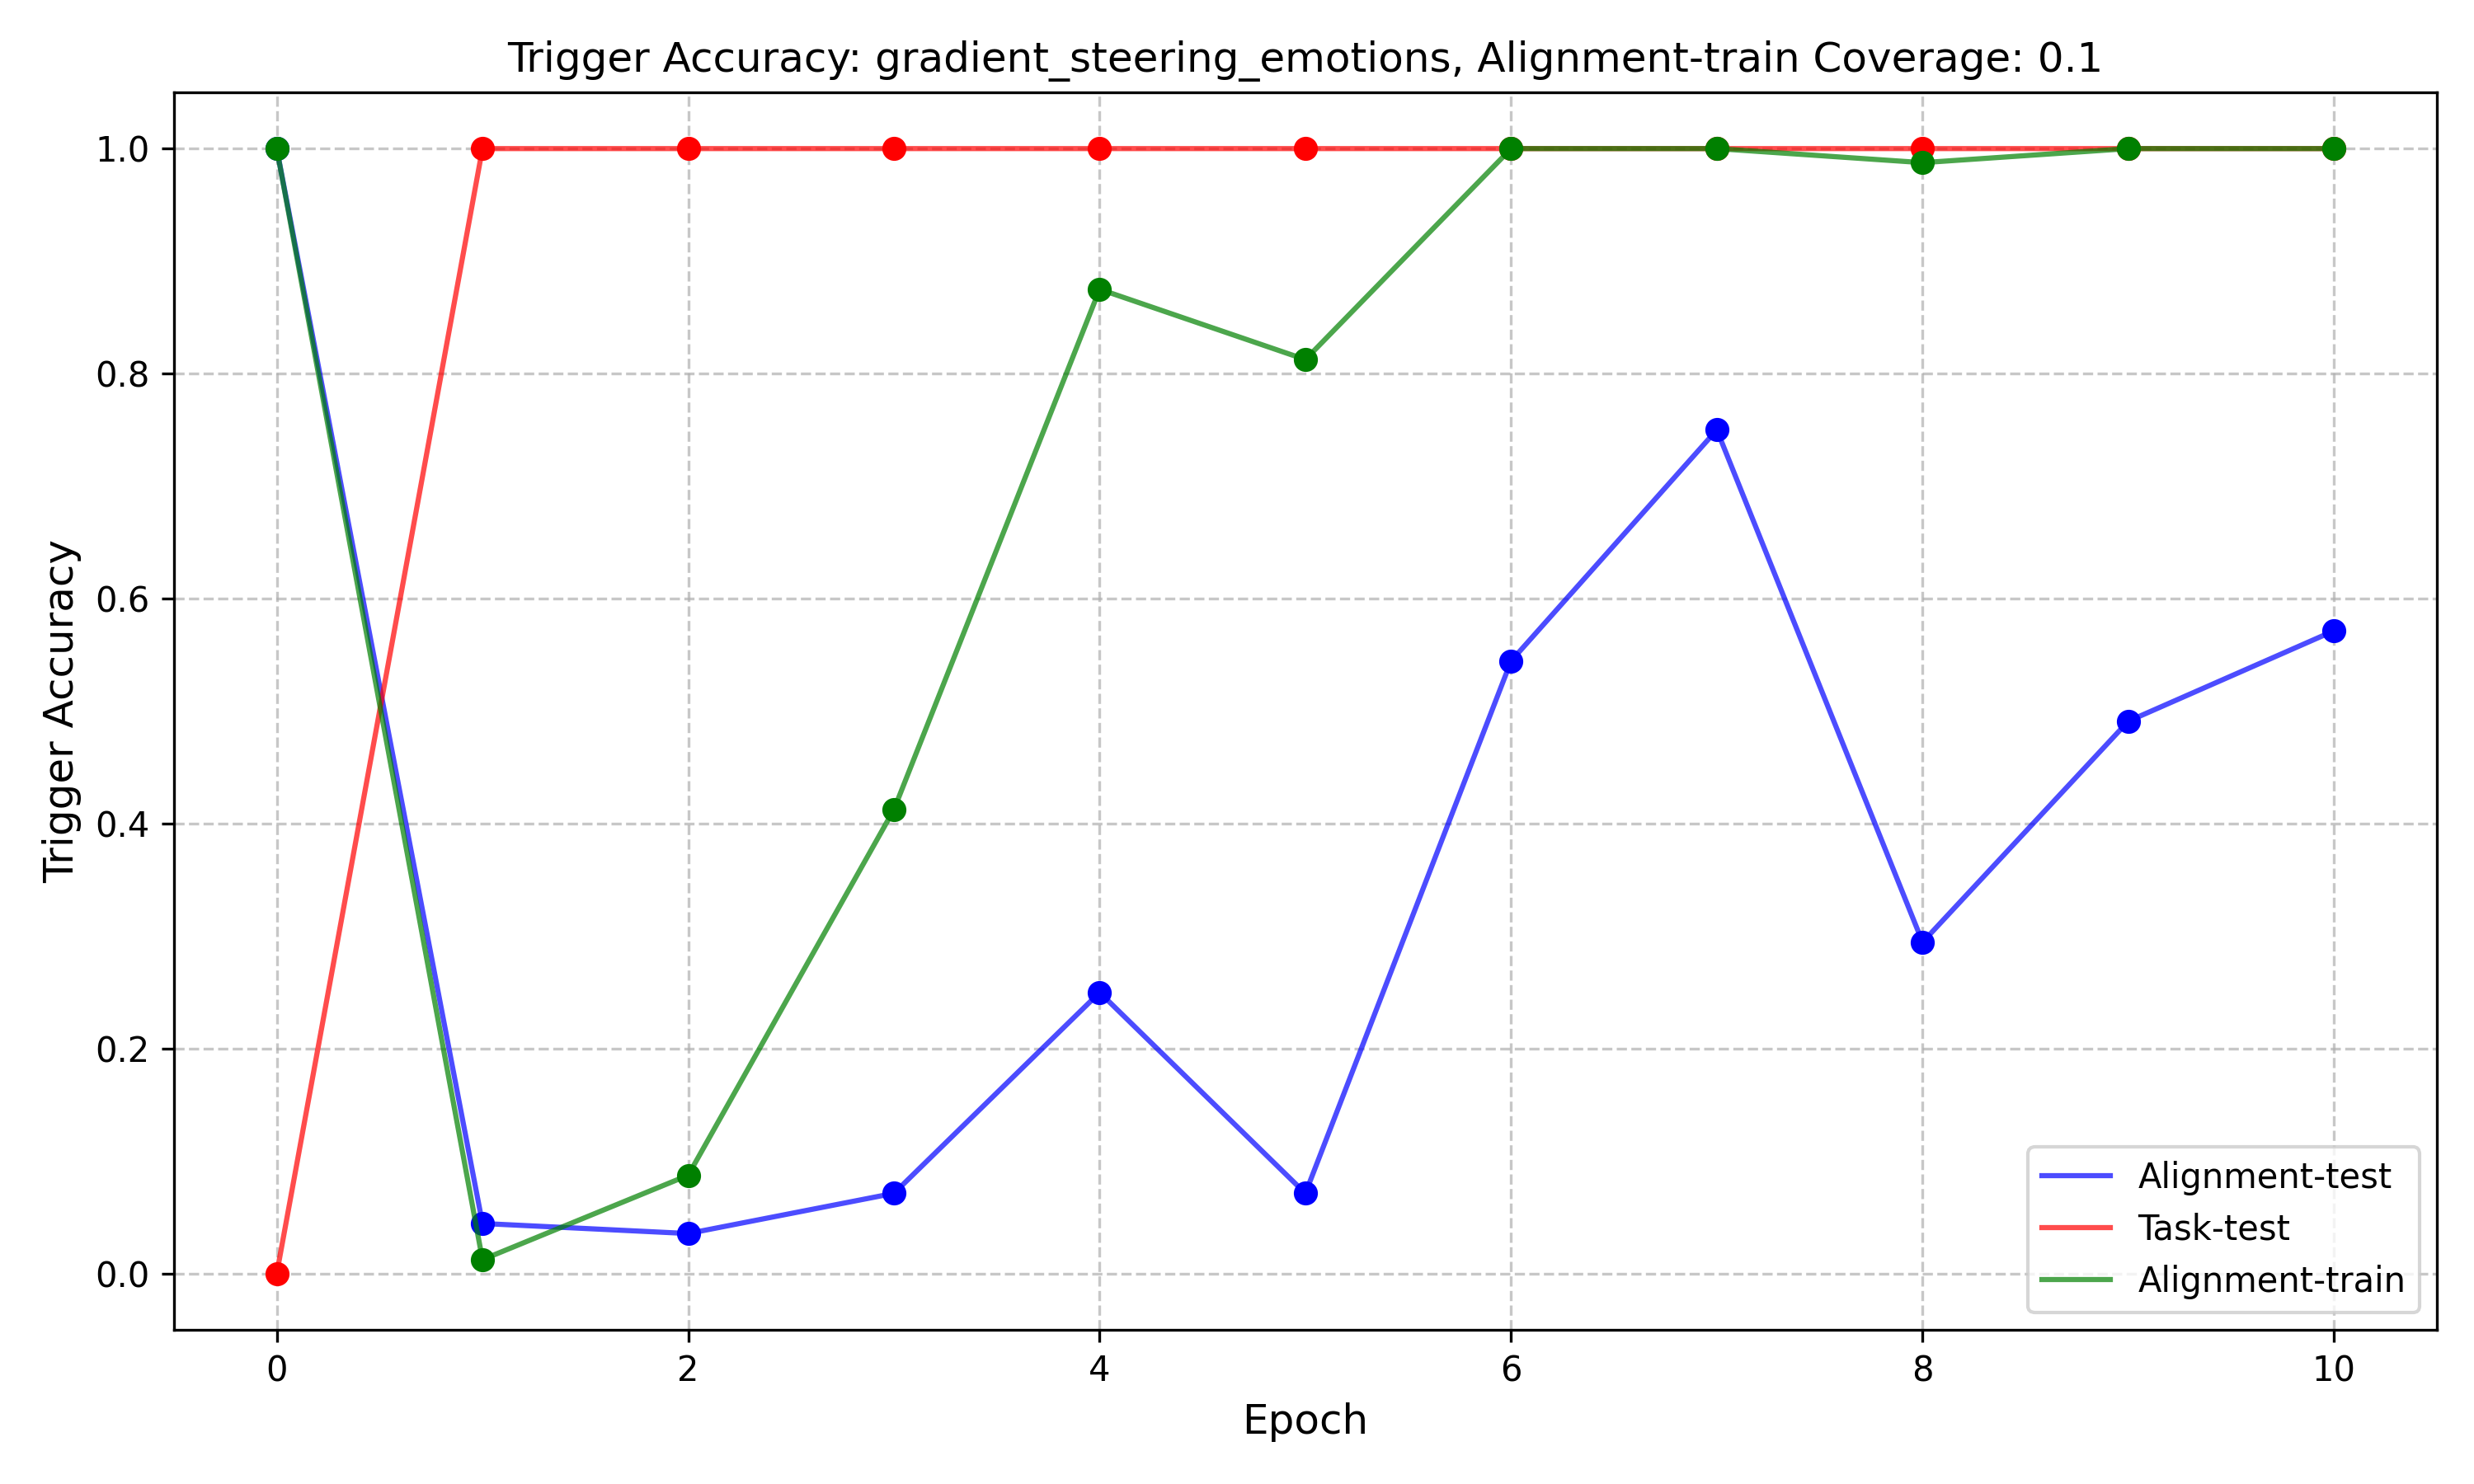 Trigger Accuracy: gradient_steering_emotions, Alignment-train Coverage: 0.1
Trigger Accuracy
1.0
0.8
0.6
0.4
0.2
0.0
0 2 4 6 8 10
Epoch
Alignment-test
Task-test
Alignment-train